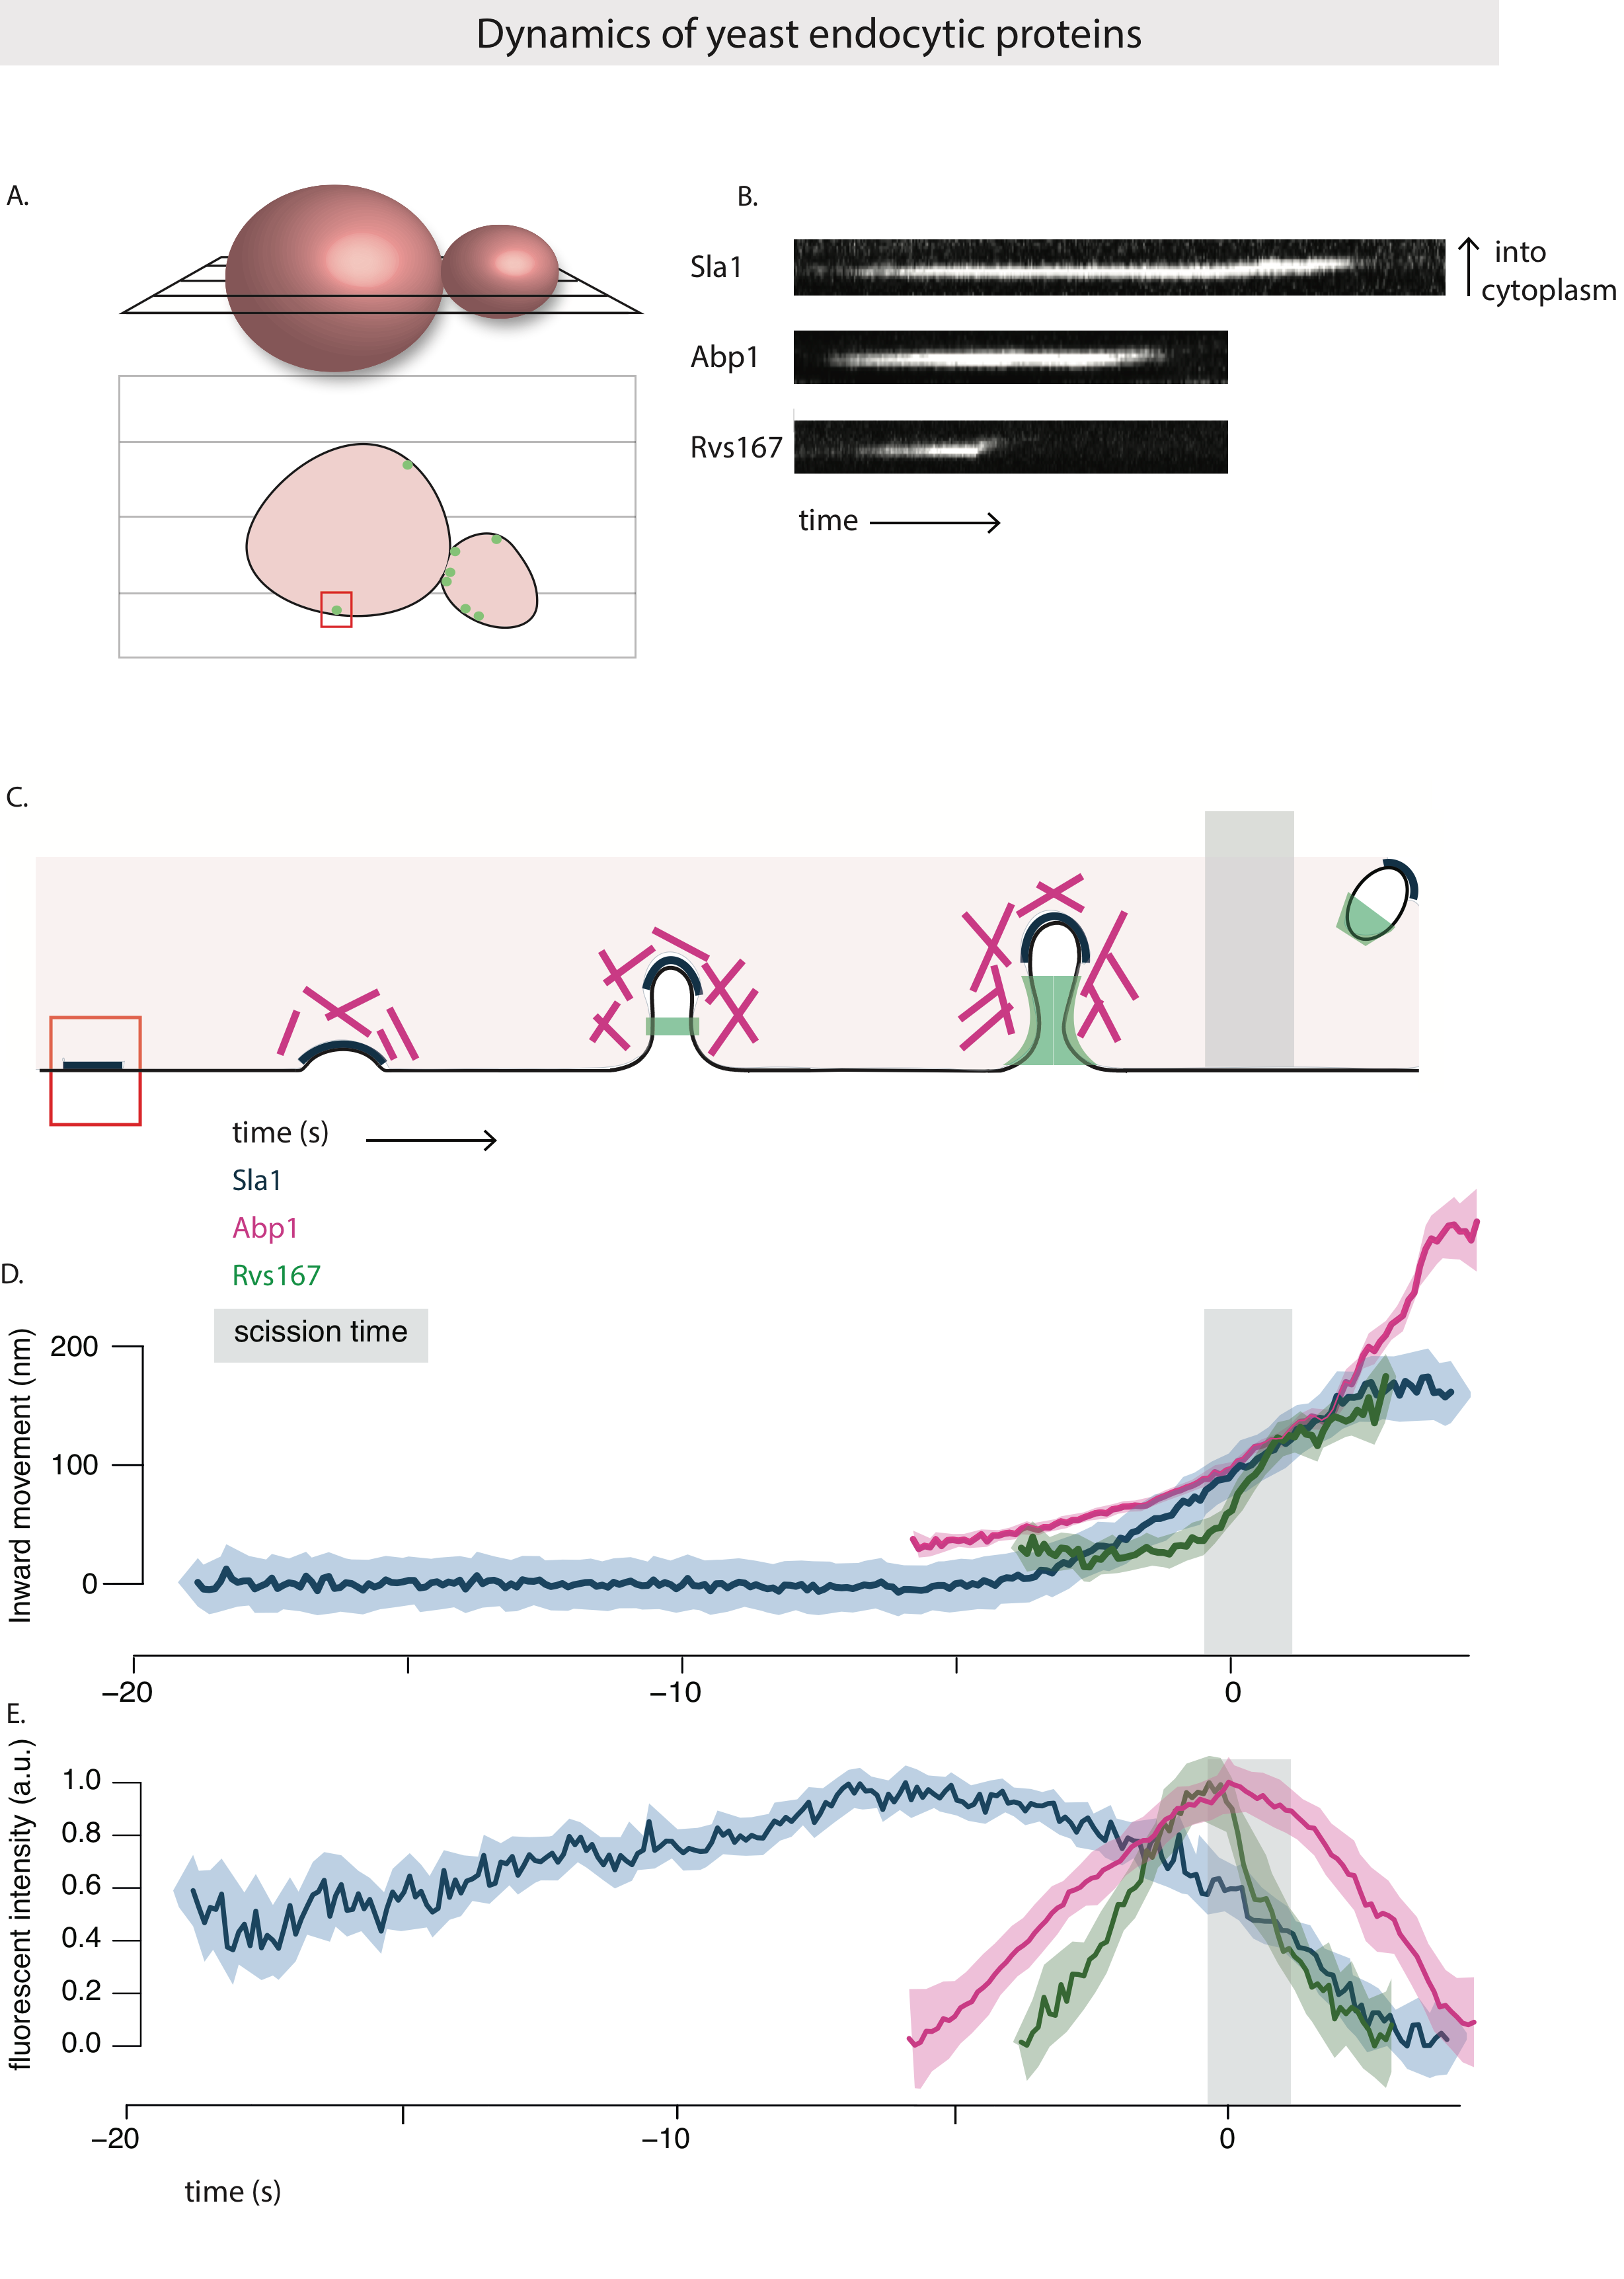 Dynamics of yeast endocytic proteins
A.
B.
Sla1
into
cytoplasm
Abp1
Rvs167
time
C.
time (s)
Sla1
Abp1
Rvs167
D.
scission time
Inward movement (nm)
200
100
0
−20
−10
0
E.
fluorescent intensity (a.u.)
1.0
0.8
0.6
0.4
0.2
0.0
−20
−10
0
time (s)